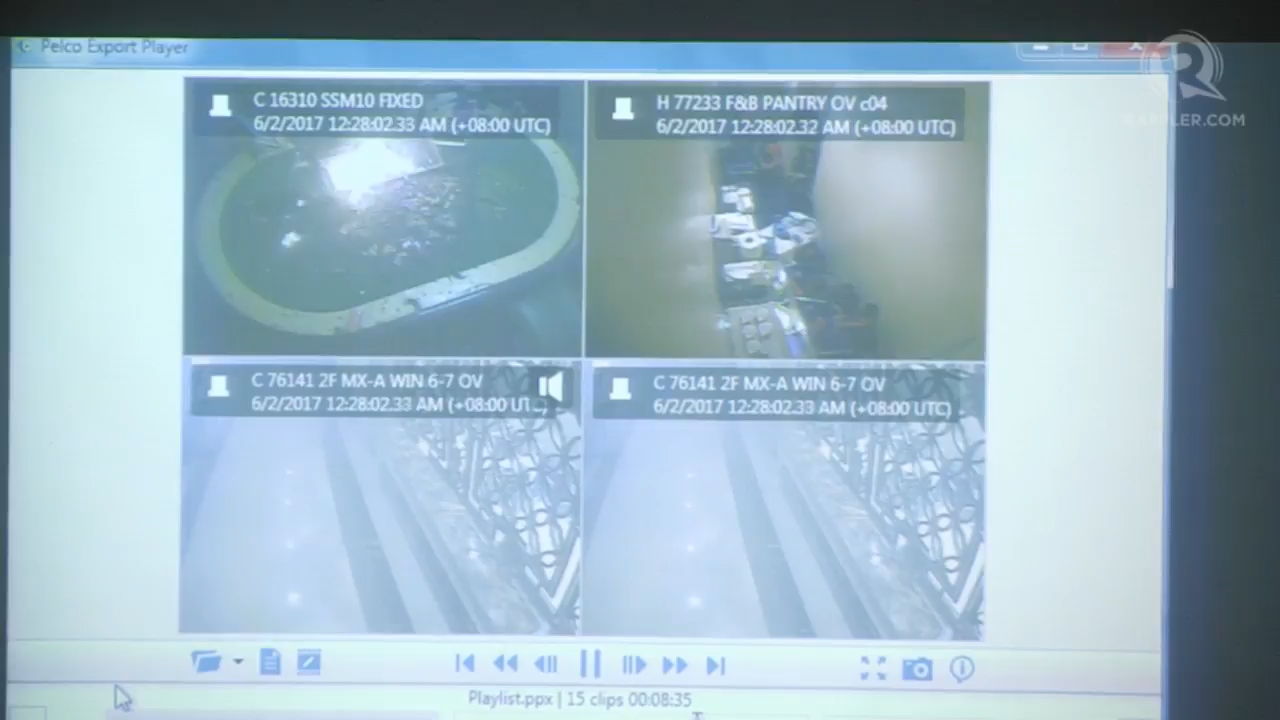 Pelco Export Player
C 16310 SSM10 FIXED
6/2/2017 12:28:02.33 AM (+08:00 UTC)
H 77233 F&B PANTRY OV c04
6/2/2017 12:28:02.32 AM (+08:00 UTC)
C 76141 2F MX-A WIN 6-7 OV
6/2/2017 12:28:02.33 AM (+08:00 UT...)
C 76141 2F MX-A WIN 6-7 OV
6/2/2017 12:28:02.33 AM (+08:00 UTC)
Playlist.ppx | 15 clips 00:08:35
RAPPLER.COM